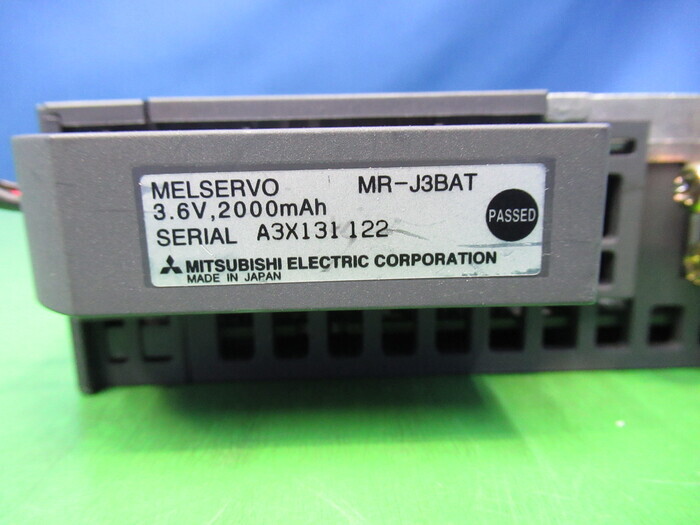 MELSERVO MR-J3BAT
3.6V,2000mAh
PASSED
SERIAL A3X131122
MITSUBISHI ELECTRIC CORPORATION
MADE IN JAPAN